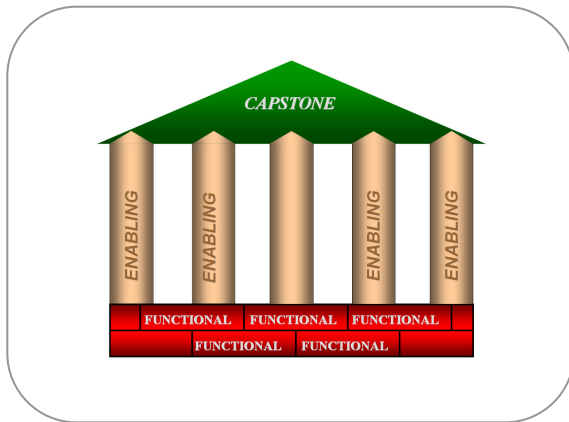 CAPSTONE
ENABLING
ENABLING
ENABLING
ENABLING
FUNCTIONAL FUNCTIONAL FUNCTIONAL
FUNCTIONAL FUNCTIONAL